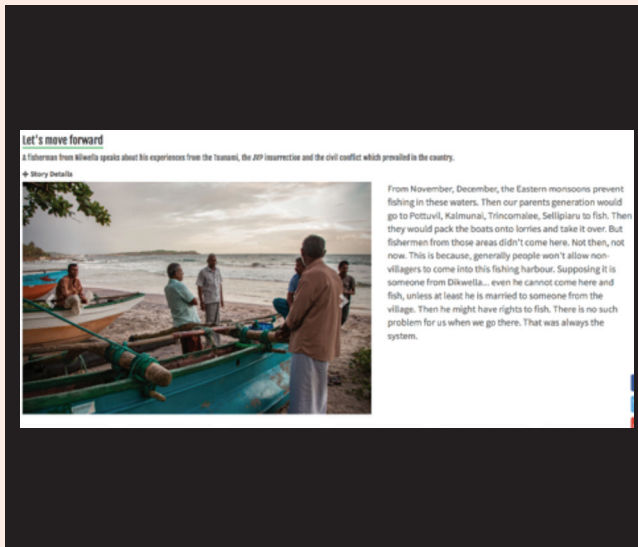 Let's move forward
A fisherman from Nilwella speaks about his experiences from the Tsunami, the JVP insurrection and the civil conflict which prevailed in the country.
+ Story Details
From November, December, the Eastern monsoons prevent
fishing in these waters. Then our parents generation would
go to Pottuvil, Kalmunai, Trincomalee, Sellipiaru to fish. Then
they would pack the boats onto lorries and take it over. But
fishermen from those areas didn't come here. Not then, not
now. This is because, generally people won't allow non-
villagers to come into this fishing harbour. Supposing it is
someone from Dikwella... even he cannot come here and
fish, unless at least he is married to someone from the
village. Then he might have rights to fish. There is no such
problem for us when we go there. That was always the
system.